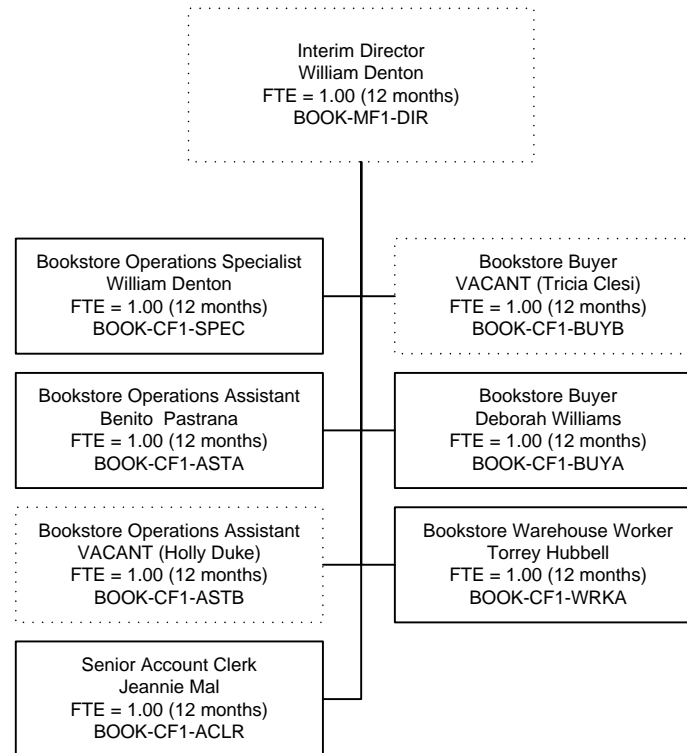 Interim Director
William Denton
FTE = 1.00 (12 months)
BOOK-MF1-DIR
Bookstore Operations Specialist
William Denton
FTE = 1.00 (12 months)
BOOK-CF1-SPEC
Bookstore Buyer
VACANT (Tricia Clesi)
FTE = 1.00 (12 months)
BOOK-CF1-BUYB
Bookstore Operations Assistant
Benito  Pastrana
FTE = 1.00 (12 months)
BOOK-CF1-ASTA
Bookstore Buyer
Deborah Williams
FTE = 1.00 (12 months)
BOOK-CF1-BUYA
Bookstore Operations Assistant
VACANT (Holly Duke)
FTE = 1.00 (12 months)
BOOK-CF1-ASTB
Bookstore Warehouse Worker
Torrey Hubbell
FTE = 1.00 (12 months)
BOOK-CF1-WRKA
Senior Account Clerk
Jeannie Mal
FTE = 1.00 (12 months)
BOOK-CF1-ACLR